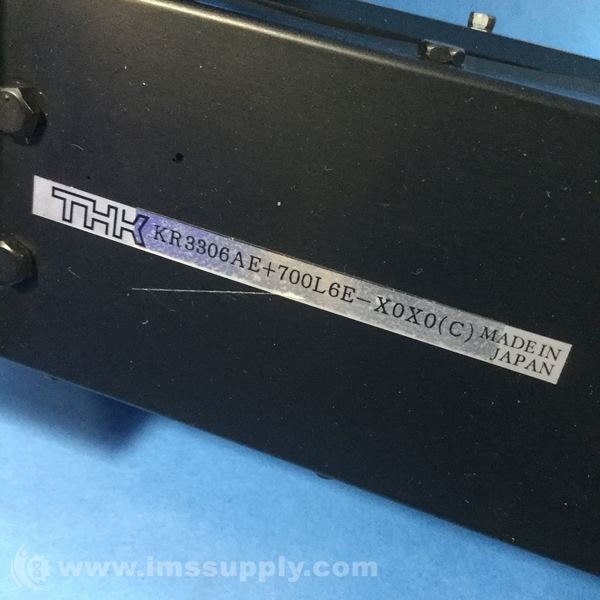 THK KR3306AE+700L6E-X0X0(C) MADE IN
JAPAN
www.imssupply.com